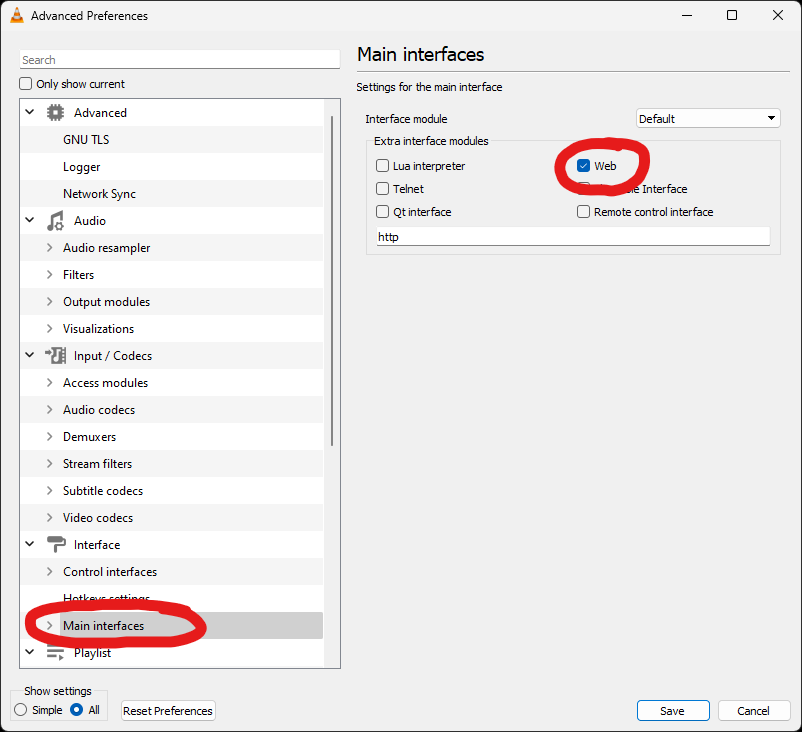 Advanced Preferences
Search
Only show current
Advanced
GNU TLS
Logger
Network Sync
Audio
Audio resampler
Filters
Output modules
Visualizations
Input / Codecs
Access modules
Audio codecs
Demuxers
Stream filters
Subtitle codecs
Video codecs
Interface
Control interfaces
Hotkeys settings
Main interfaces
Playlist
Show settings
Simple All
Reset Preferences
Main interfaces
Settings for the main interface
Interface module Default
Extra interface modules
Lua interpreter Web
Telnet Interface
Qt interface Remote control interface
http
Save Cancel